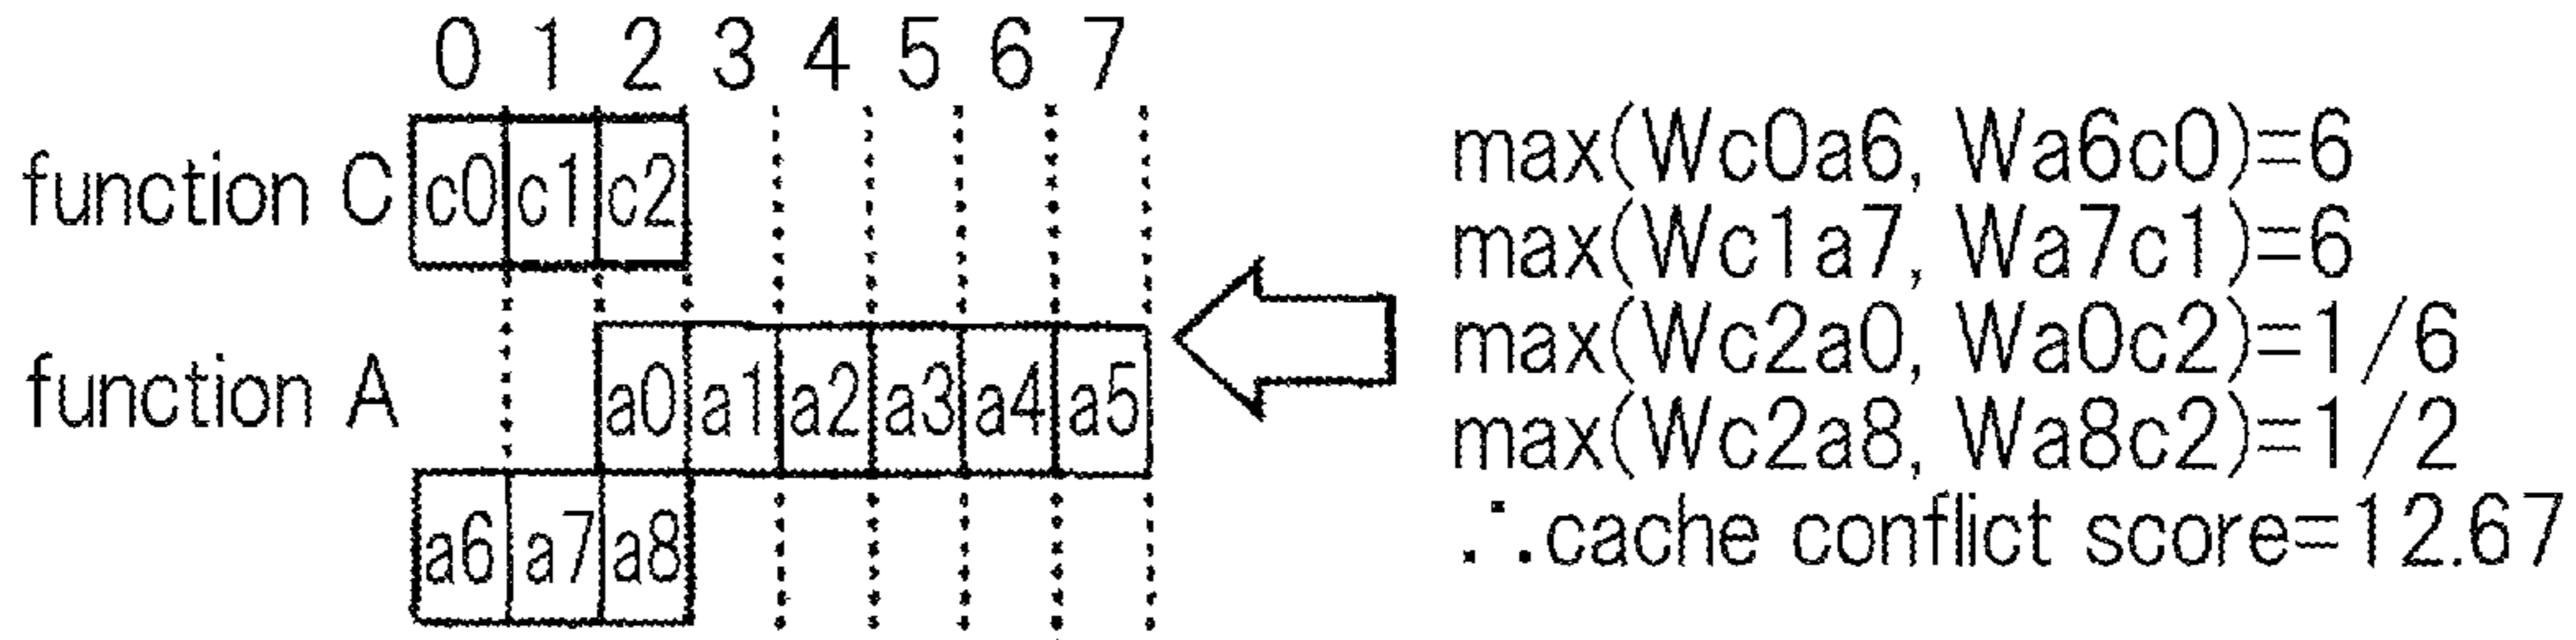 0 1 2 3 4 5 6 7
function C c0 c1 c2
function A a0 a1 a2 a3 a4 a5
a6 a7 a8
max(Wc0a6, Wa6c0)=6
max(Wc1a7, Wa7c1)=6
max(Wc2a0, Wa0c2)=1/6
max(Wc2a8, Wa8c2)=1/2
∴cache conflict score=12.67